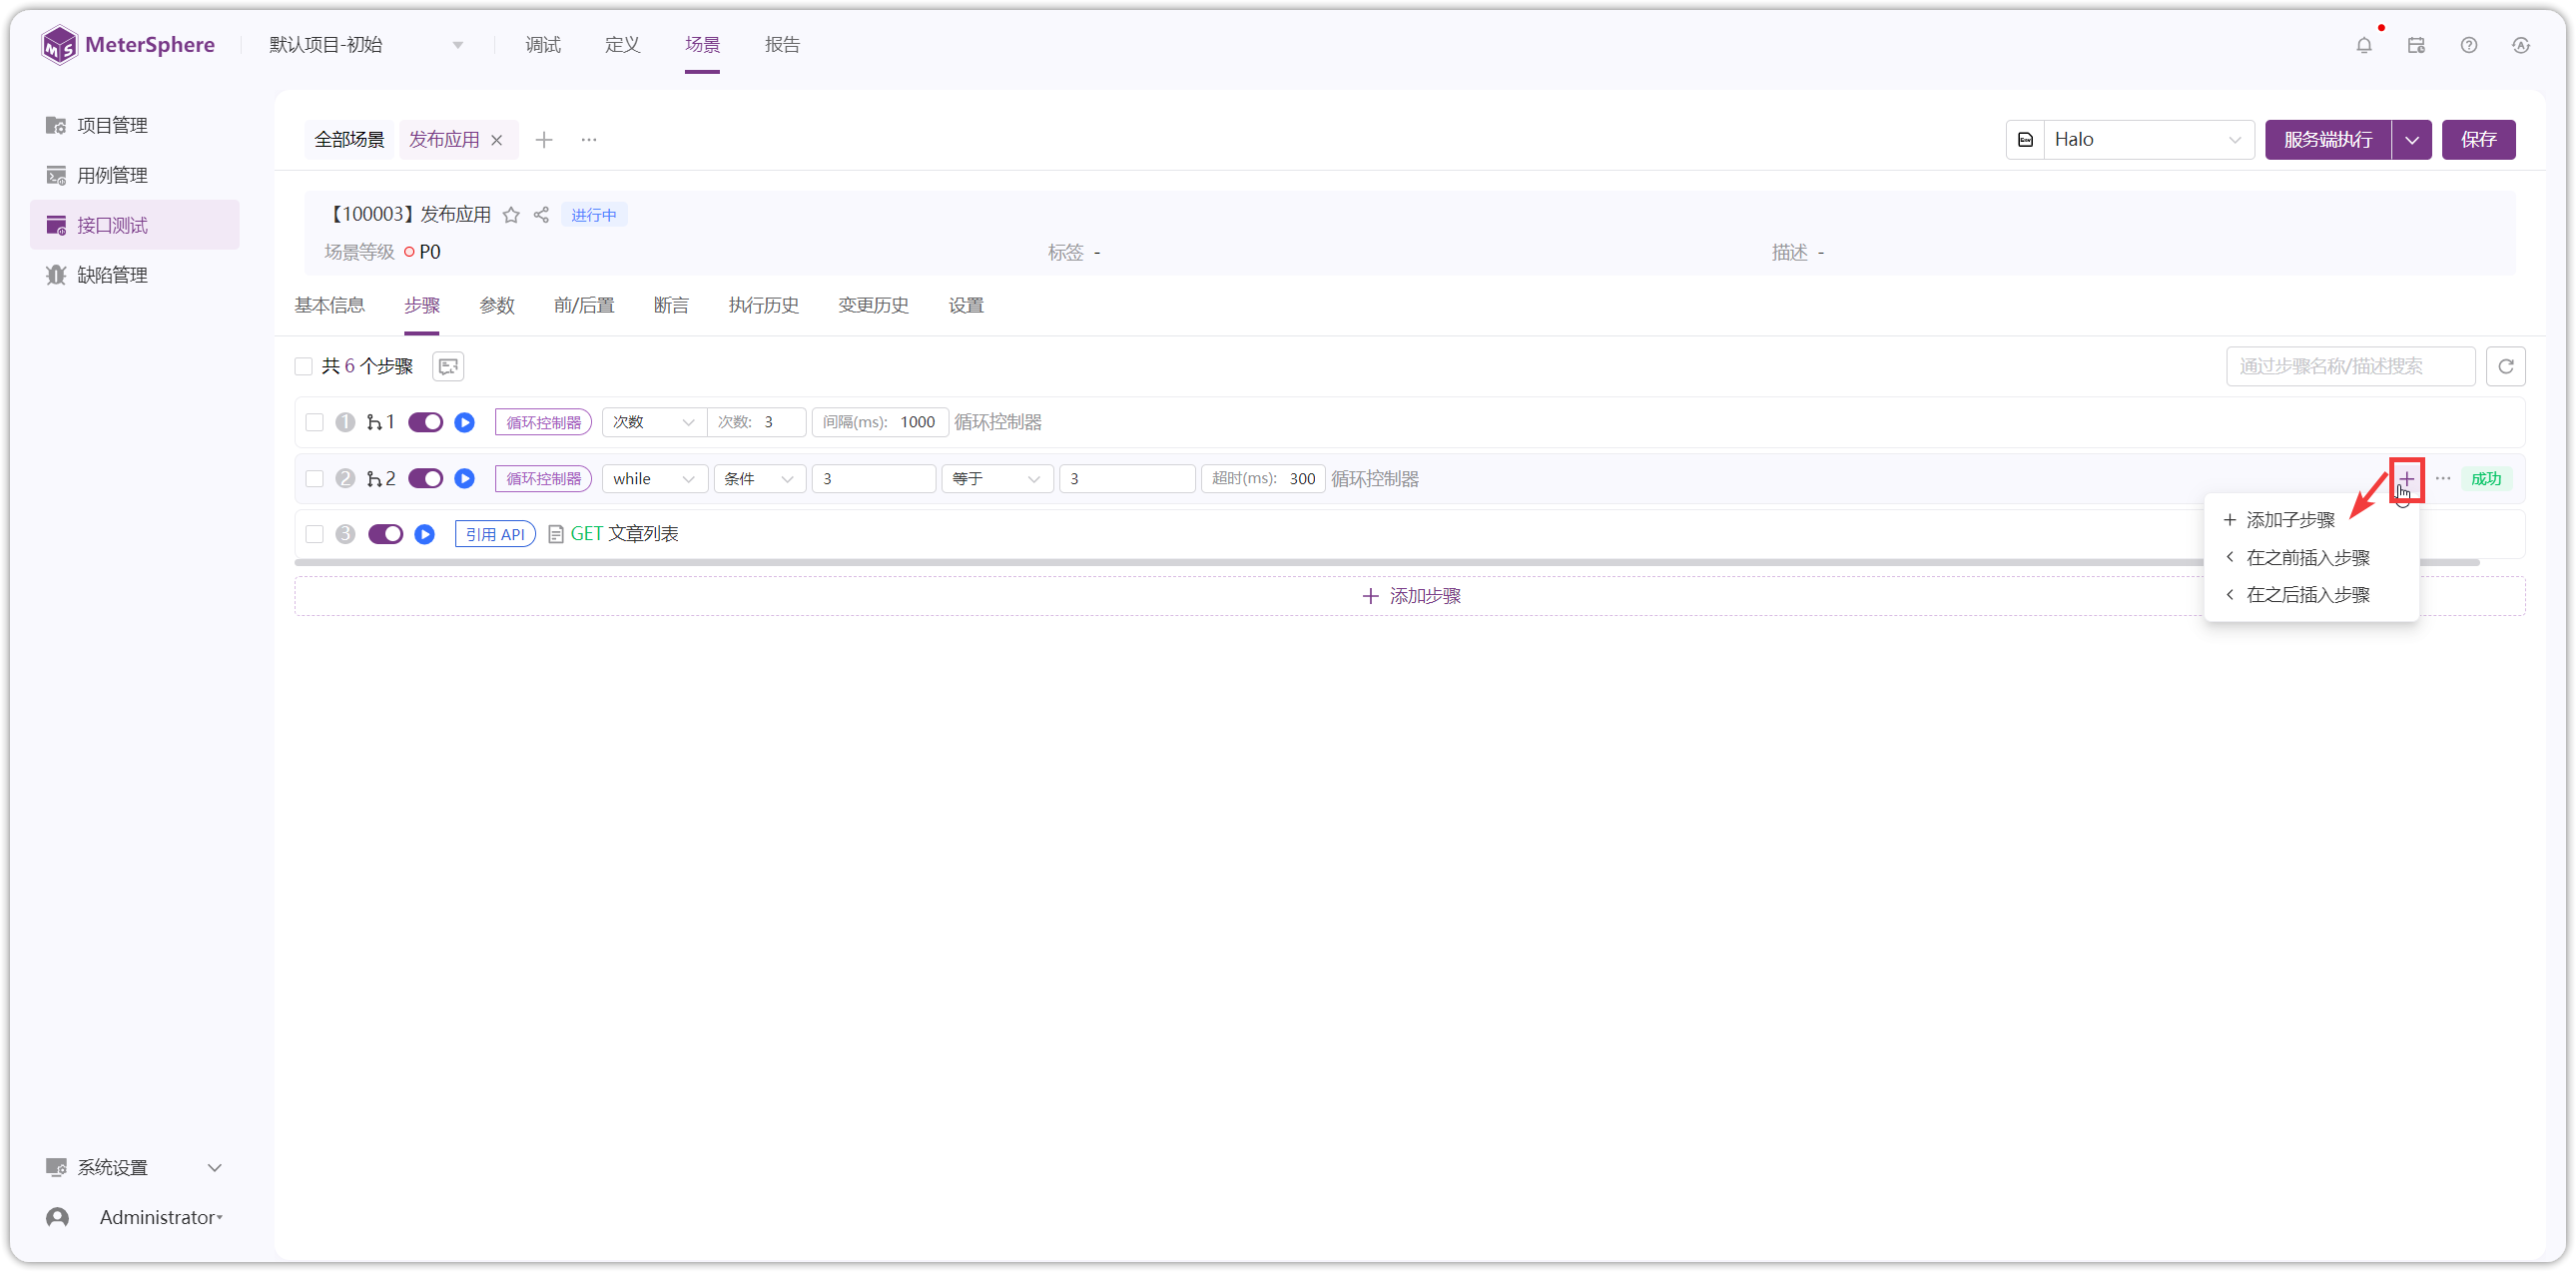 MeterSphere 默认项目-初始 调试 定义 场景 报告
项目管理
用例管理
接口测试
缺陷管理
全部场景 发布应用 Halo 服务端执行 保存
【100003】发布应用 进行中
场景等级 P0 标签 - 描述 -
基本信息 步骤 参数 前/后置 断言 执行历史 变更历史 设置
共 6 个步骤 通过步骤名称/描述搜索
1 1 循环控制器 次数 次数: 3 间隔(ms): 1000 循环控制器
2 2 循环控制器 while 条件 3 等于 3 超时(ms): 300 循环控制器 成功
3 引用 API GET 文章列表
添加子步骤
在之前插入步骤
在之后插入步骤
添加步骤
系统设置
Administrator